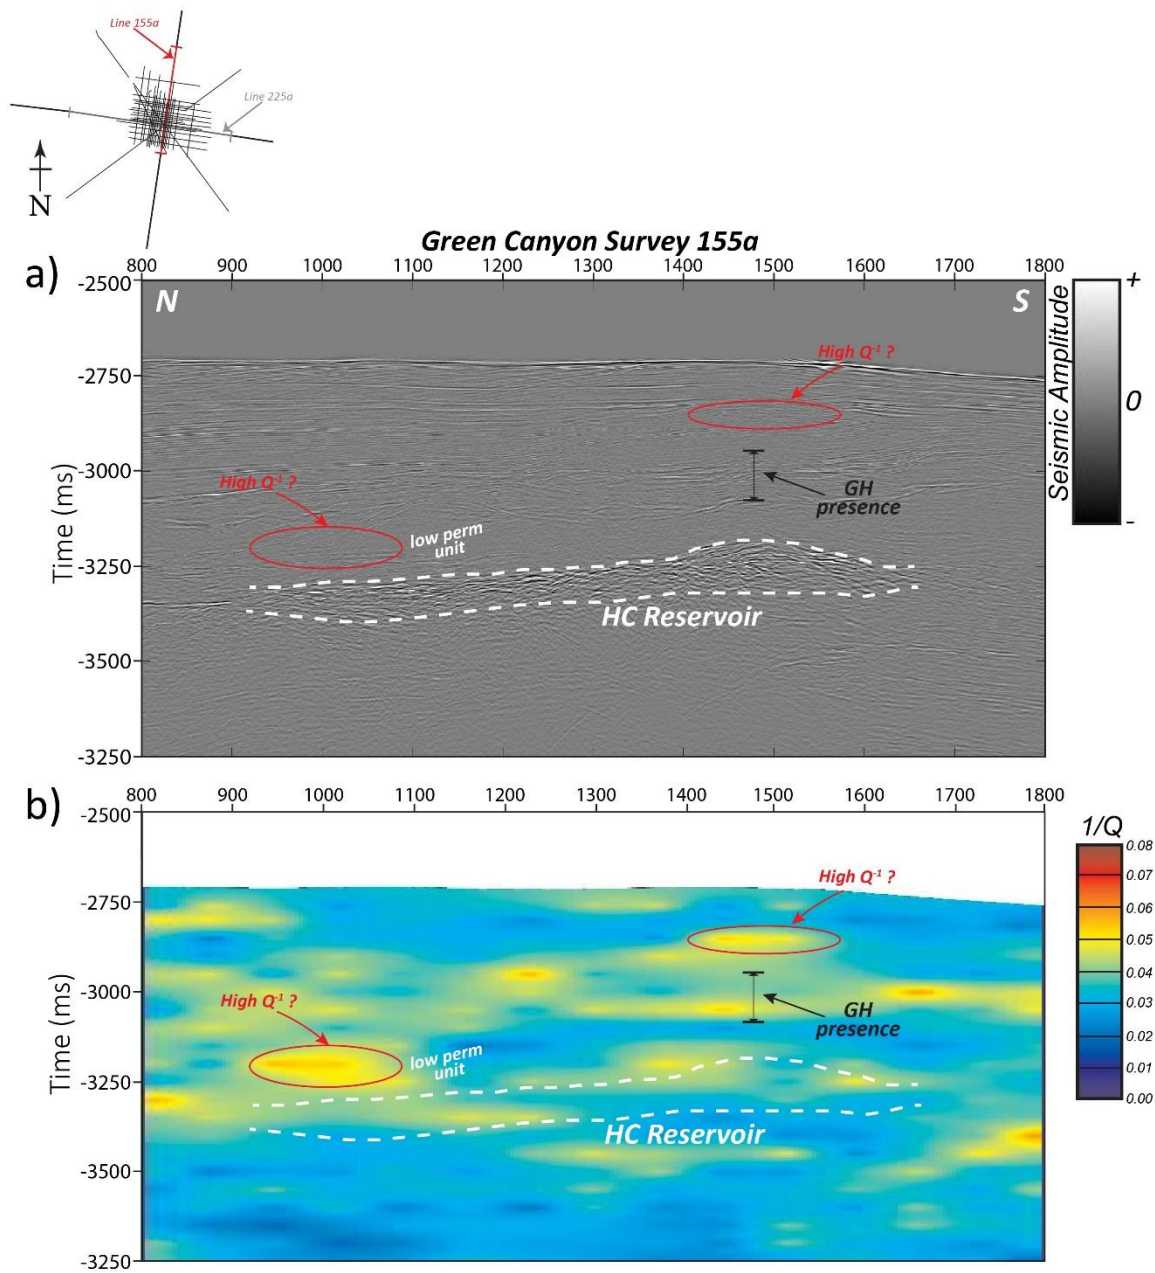 Line 155a
Line 225a
N
Green Canyon Survey 155a
a)
800 900 1000 1100 1200 1300 1400 1500 1600 1700 1800
-2500
-2750
-3000
-3250
-3500
-3250
Time (ms)
N
S
High Q⁻¹ ?
High Q⁻¹ ?
GH
presence
low perm
unit
HC Reservoir
Seismic Amplitude
+
0
-
b)
800 900 1000 1100 1200 1300 1400 1500 1600 1700 1800
-2500
-2750
-3000
-3250
-3500
-3250
Time (ms)
High Q⁻¹ ?
High Q⁻¹ ?
GH
presence
low perm
unit
HC Reservoir
1/Q
0.08
0.07
0.06
0.05
0.04
0.03
0.02
0.01
0.00